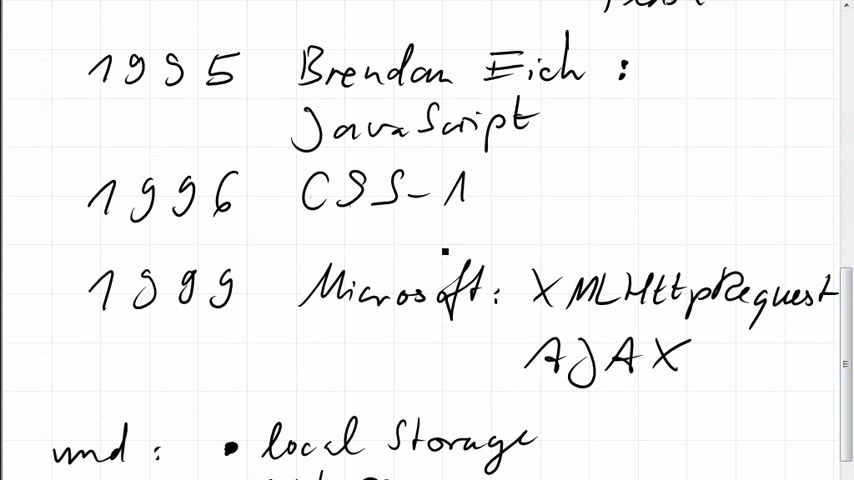 1995 Brendan Eich :
JavaScript
1996 CSS-1
1999 Microsoft: XMLHttpRequest
AJAX
und : • local Storage